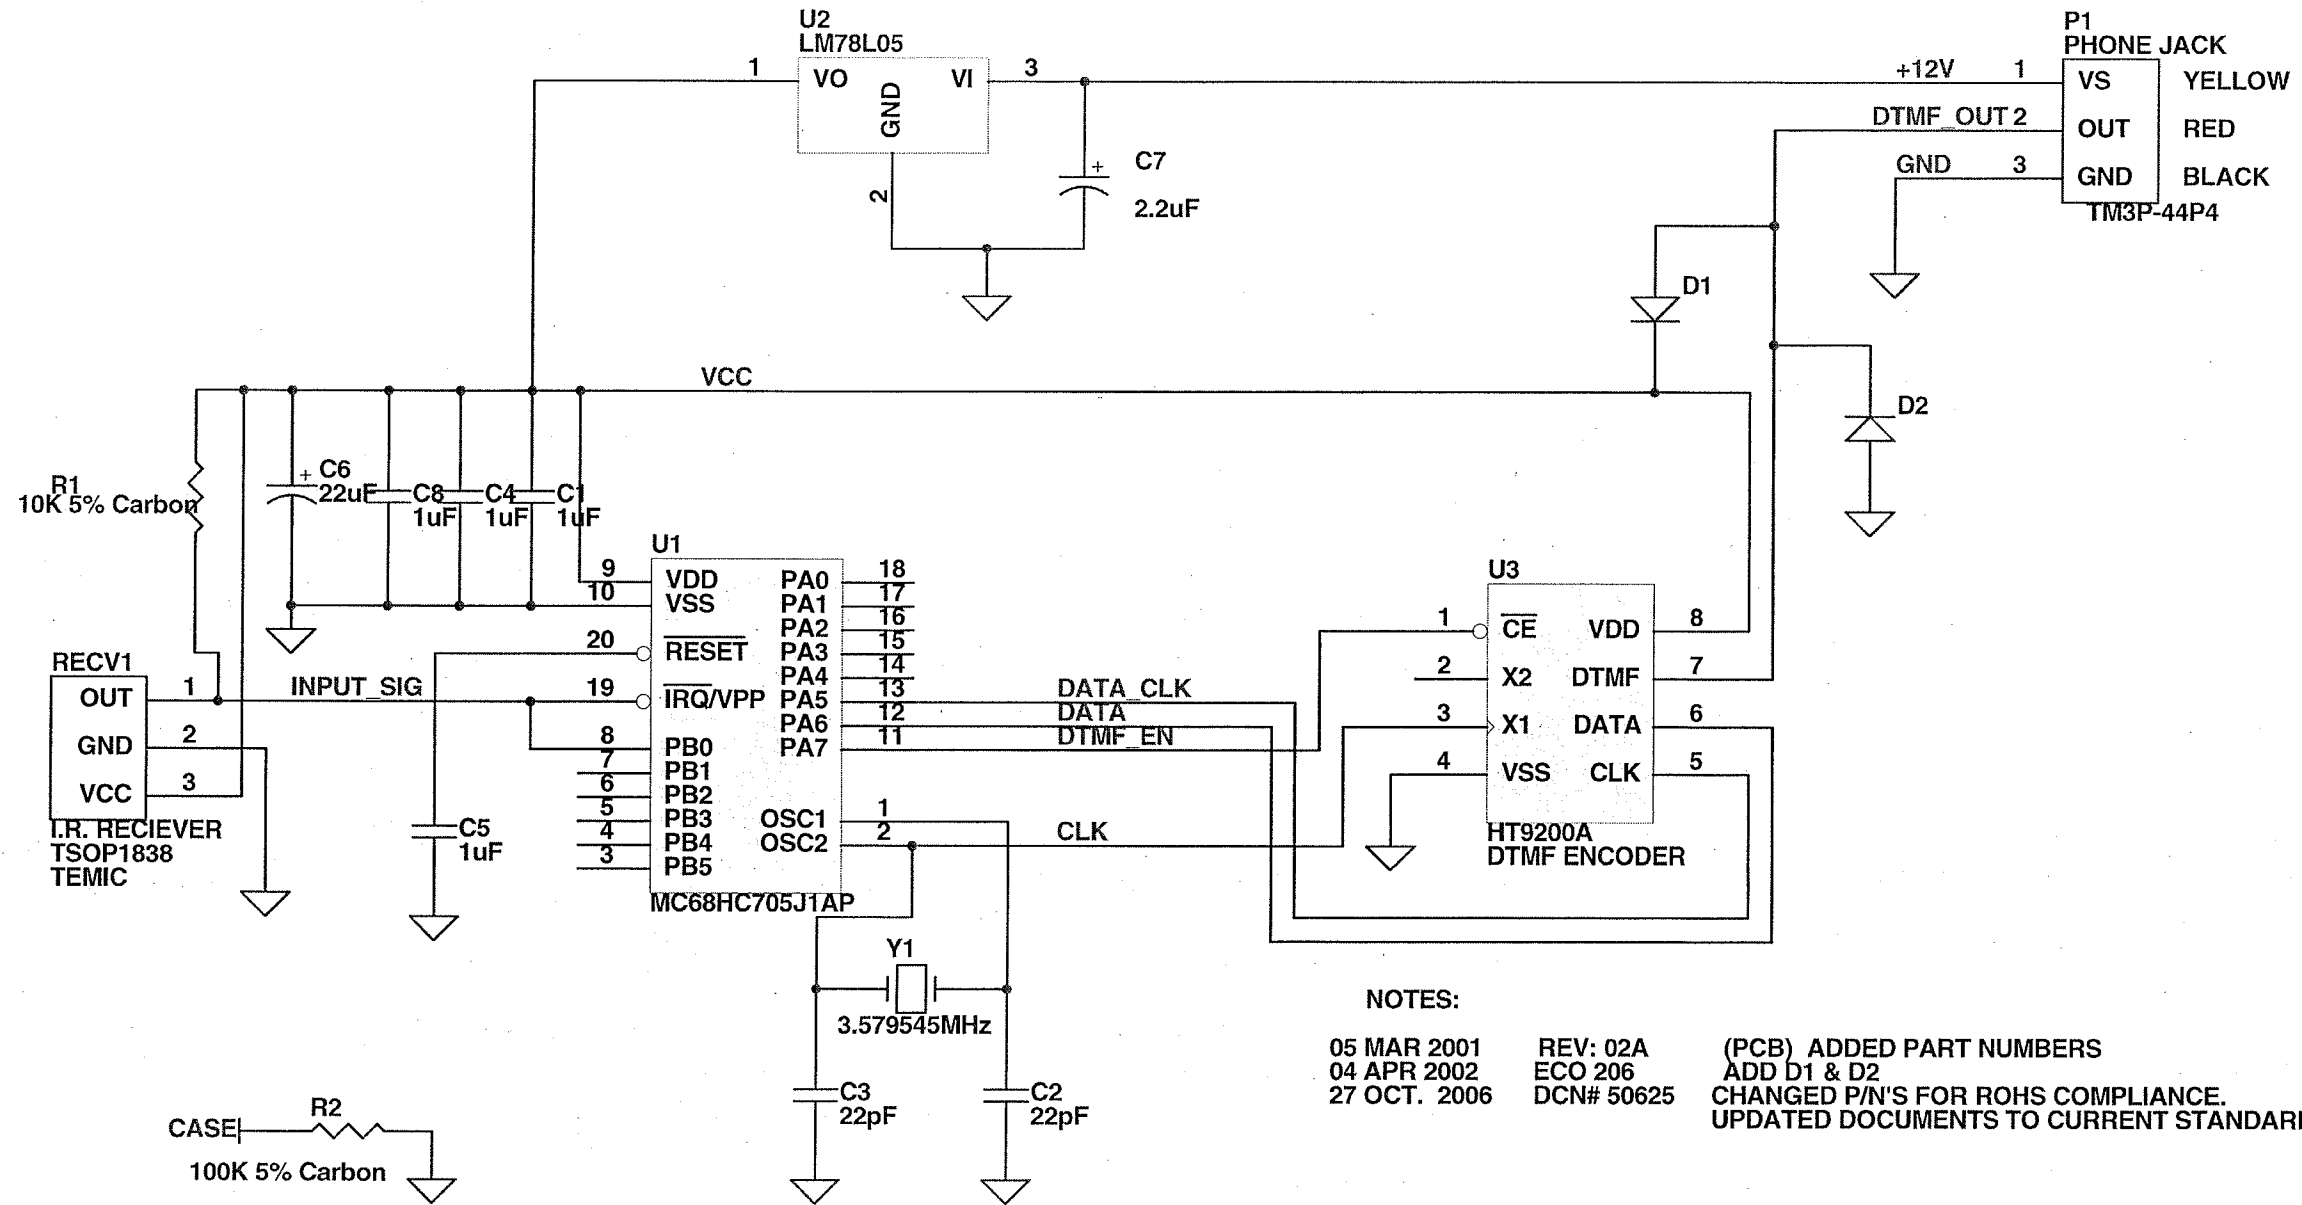 U2
LM78L05
1 VO GND VI 3
2
C7
2.2uF
P1
PHONE JACK
+12V 1 VS YELLOW
DTMF_OUT 2 OUT RED
GND 3 GND BLACK
TM3P-44P4
D1
D2
VCC
R1
10K 5% Carbon
C6
22uF
C8
1uF
C4
1uF
C1
1uF
U1
9 VDD PA0 18
10 VSS PA1 17
PA2 16
20 RESET PA3 15
PA4 14
19 IRQ/VPP PA5 13 DATA_CLK
PA6 12 DATA
8 PB0 PA7 11 DTMF_EN
7 PB1
6 PB2
5 PB3 OSC1 1
4 PB4 OSC2 2 CLK
3 PB5
MC68HC705J1AP
RECV1
OUT 1 INPUT_SIG
GND 2
VCC 3
I.R. RECIEVER
TSOP1838
TEMIC
C5
1uF
U3
1 CE VDD 8
2 X2 DTMF 7
3 X1 DATA 6
4 VSS CLK 5
HT9200A
DTMF ENCODER
Y1
3.579545MHz
C3
22pF
C2
22pF
CASE
R2
100K 5% Carbon
NOTES:
05 MAR 2001 REV: 02A (PCB) ADDED PART NUMBERS
04 APR 2002 ECO 206 ADD D1 & D2
27 OCT. 2006 DCN# 50625 CHANGED P/N'S FOR ROHS COMPLIANCE.
UPDATED DOCUMENTS TO CURRENT